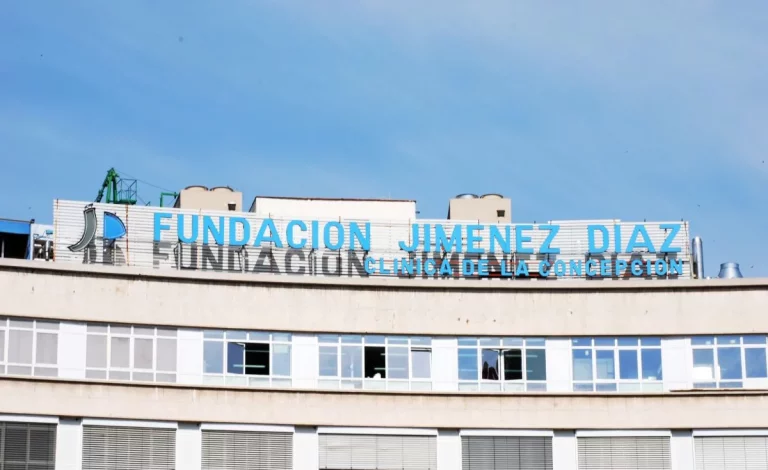 FUNDACION JIMENEZ DIAZ
CLINICA DE LA CONCEPCION